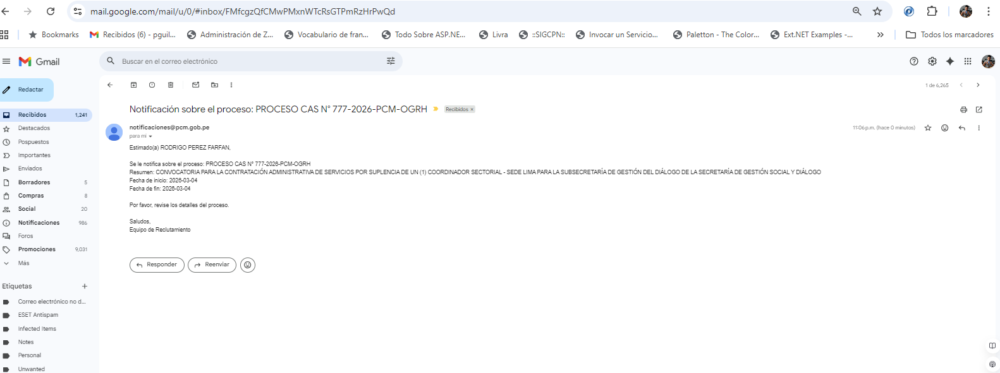 mail.google.com/mail/u/0/#inbox/FMfcgzQfCMwPMxnWTcRsGTPmRzHrPwQd
Bookmarks Recibidos (6) - pguil... Administración de Z... Vocabulario de fran... Todo Sobre ASP.NE... Livra ::SIGCPN:: Invocar un Servicio... Paletton - The Color... Ext.NET Examples -... » Todos los marcadores
Gmail
Buscar en el correo electrónico
Redactar
1 de 6,265
Recibidos 1,241
Destacados
Pospuestos
Importantes
Enviados
Borradores 5
Compras 8
Social 20
Notificaciones 986
Foros
Promociones 9,031
Más
Etiquetas +
Correo electrónico no d...
ESET Antispam
Infected Items
Notes
Personal
Unwanted
Notificación sobre el proceso: PROCESO CAS N° 777-2026-PCM-OGRH Recibidos ×
notificaciones@pcm.gob.pe 11:06 p.m. (hace 0 minutos)
para mí
Estimado(a) RODRIGO PEREZ FARFAN,
Se le notifica sobre el proceso: PROCESO CAS N° 777-2026-PCM-OGRH
Resumen: CONVOCATORIA PARA LA CONTRATACIÓN ADMINISTRATIVA DE SERVICIOS POR SUPLENCIA DE UN (1) COORDINADOR SECTORIAL - SEDE LIMA PARA LA SUBSECRETARÍA DE GESTIÓN DEL DIÁLOGO DE LA SECRETARÍA DE GESTIÓN SOCIAL Y DIÁLOGO
Fecha de inicio: 2026-03-04
Fecha de fin: 2026-03-04
Por favor, revise los detalles del proceso.
Saludos,
Equipo de Reclutamiento
Responder Reenviar